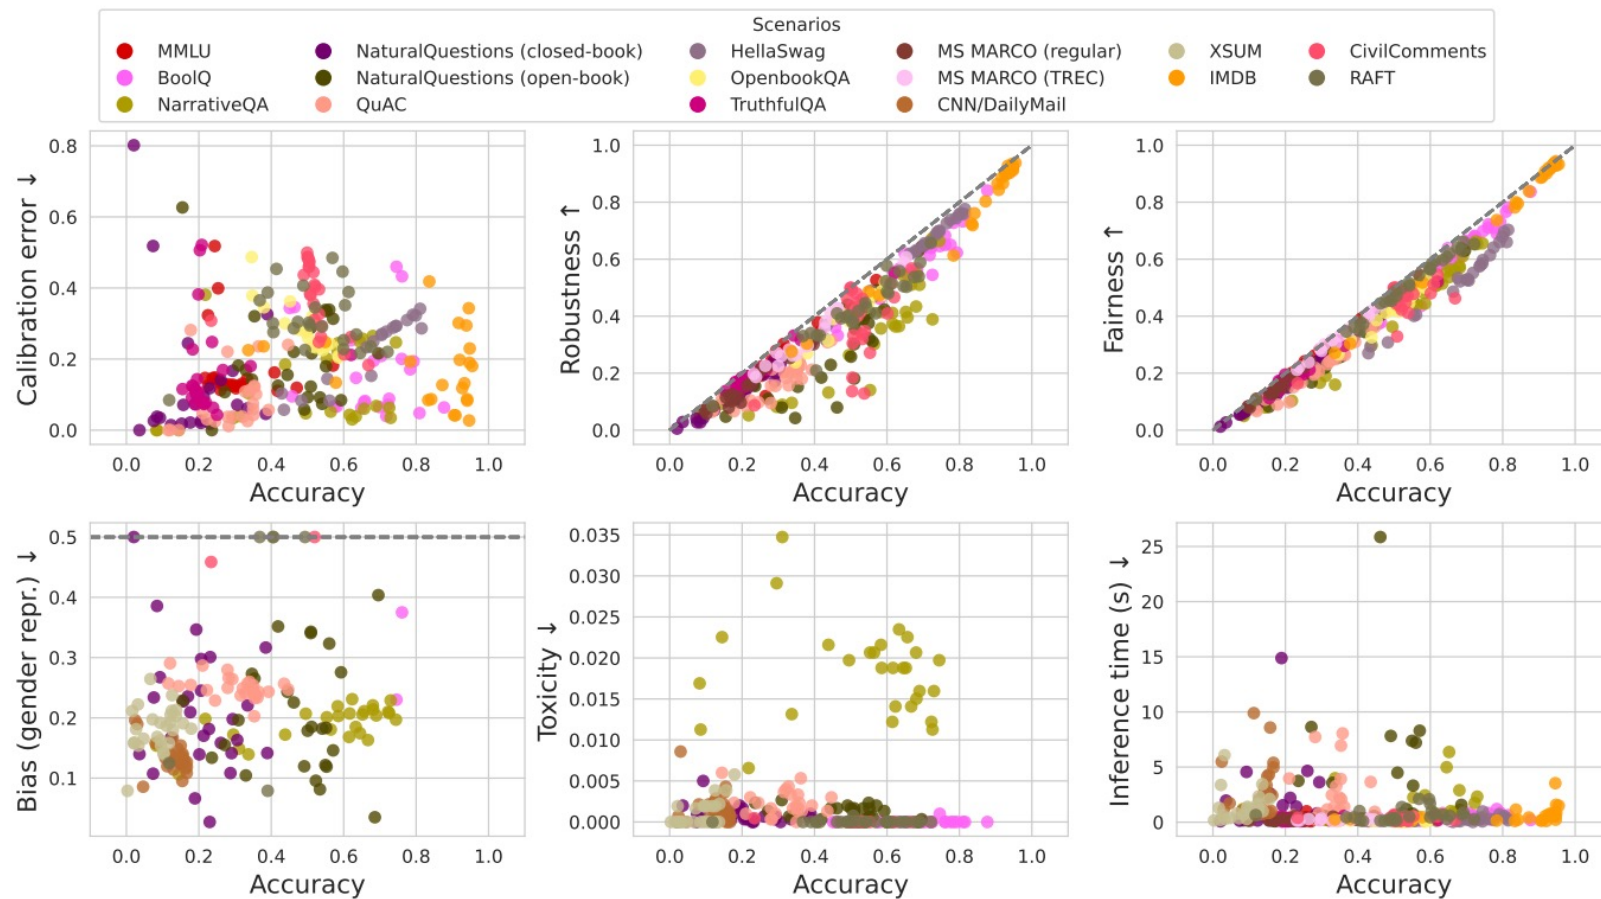 Scenarios
MMLU
BoolQ
NarrativeQA
NaturalQuestions (closed-book)
NaturalQuestions (open-book)
QuAC
HellaSwag
OpenbookQA
TruthfulQA
MS MARCO (regular)
MS MARCO (TREC)
CNN/DailyMail
XSUM
IMDB
CivilComments
RAFT
Calibration error ↓
0.8
0.6
0.4
0.2
0.0
0.0 0.2 0.4 0.6 0.8 1.0
Accuracy
Robustness ↑
1.0
0.8
0.6
0.4
0.2
0.0
0.0 0.2 0.4 0.6 0.8 1.0
Accuracy
Fairness ↑
1.0
0.8
0.6
0.4
0.2
0.0
0.0 0.2 0.4 0.6 0.8 1.0
Accuracy
Bias (gender repr.) ↓
0.5
0.4
0.3
0.2
0.1
0.0 0.2 0.4 0.6 0.8 1.0
Accuracy
Toxicity ↓
0.035
0.030
0.025
0.020
0.015
0.010
0.005
0.000
0.0 0.2 0.4 0.6 0.8 1.0
Accuracy
Inference time (s) ↓
25
20
15
10
5
0
0.0 0.2 0.4 0.6 0.8 1.0
Accuracy